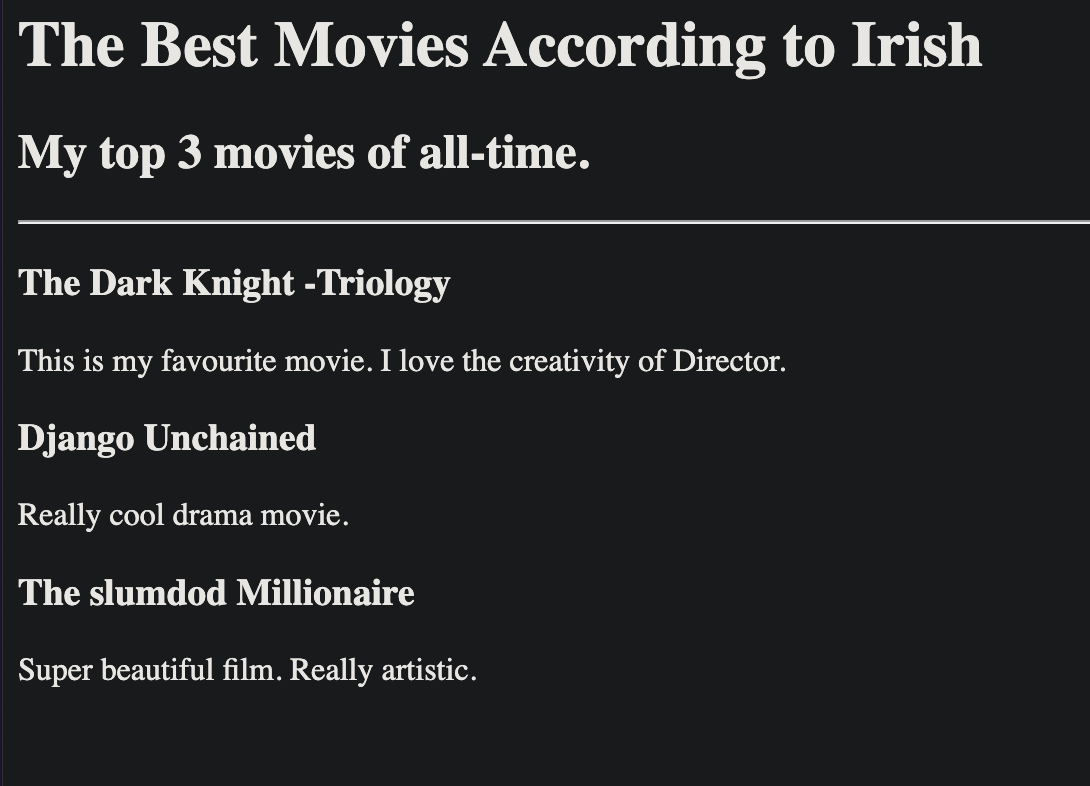 The Best Movies According to Irish
My top 3 movies of all-time.
The Dark Knight -Triology
This is my favourite movie. I love the creativity of Director.
Django Unchained
Really cool drama movie.
The slumdod Millionaire
Super beautiful film. Really artistic.